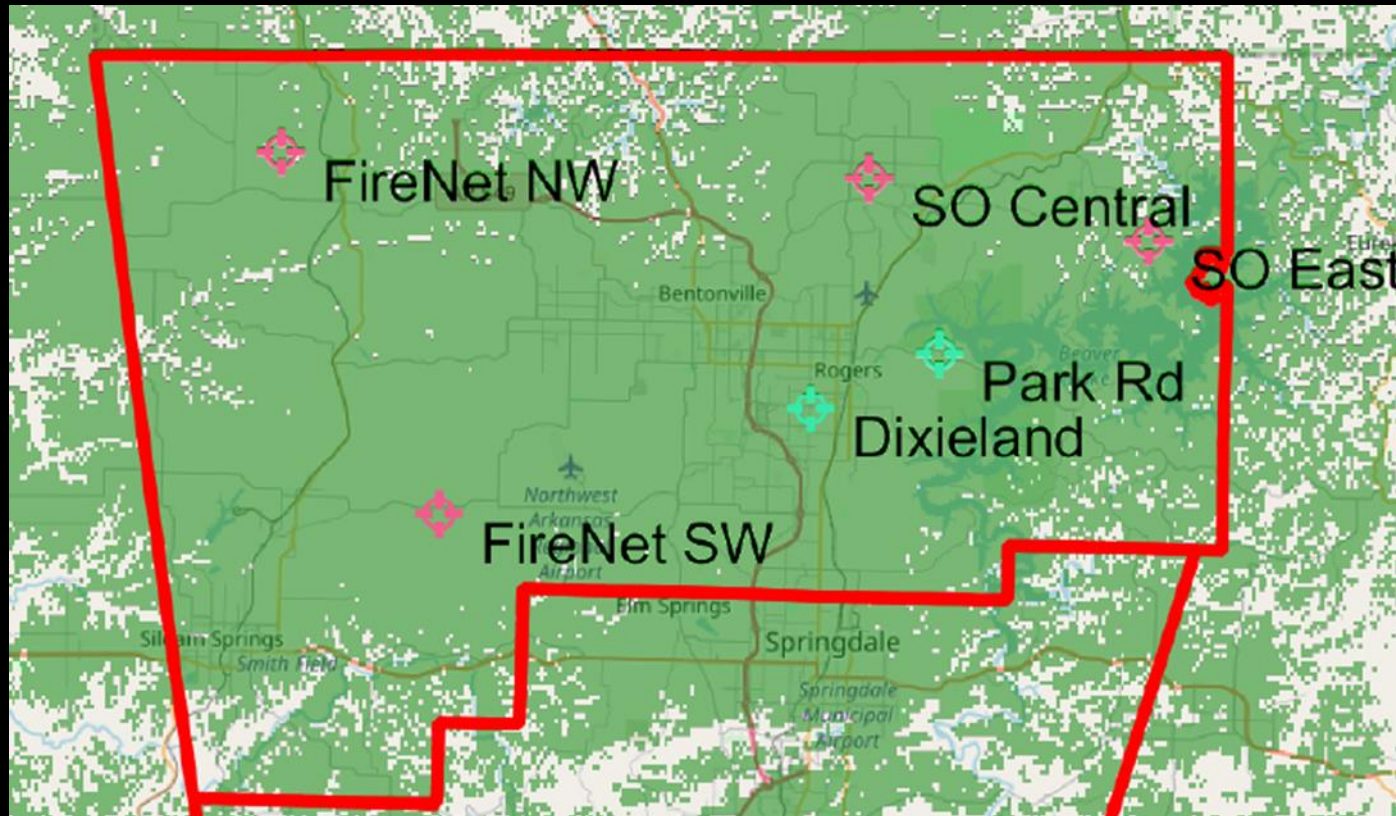 FireNet NW
SO Central
SO East
Bentonville
Park Rd
Rogers
Dixieland
Northwest
Arkansas
Airport
FireNet SW
Elm Springs
Siloam Springs
Smith Field
Springdale
Springdale
Municipal
Airport
Beaver